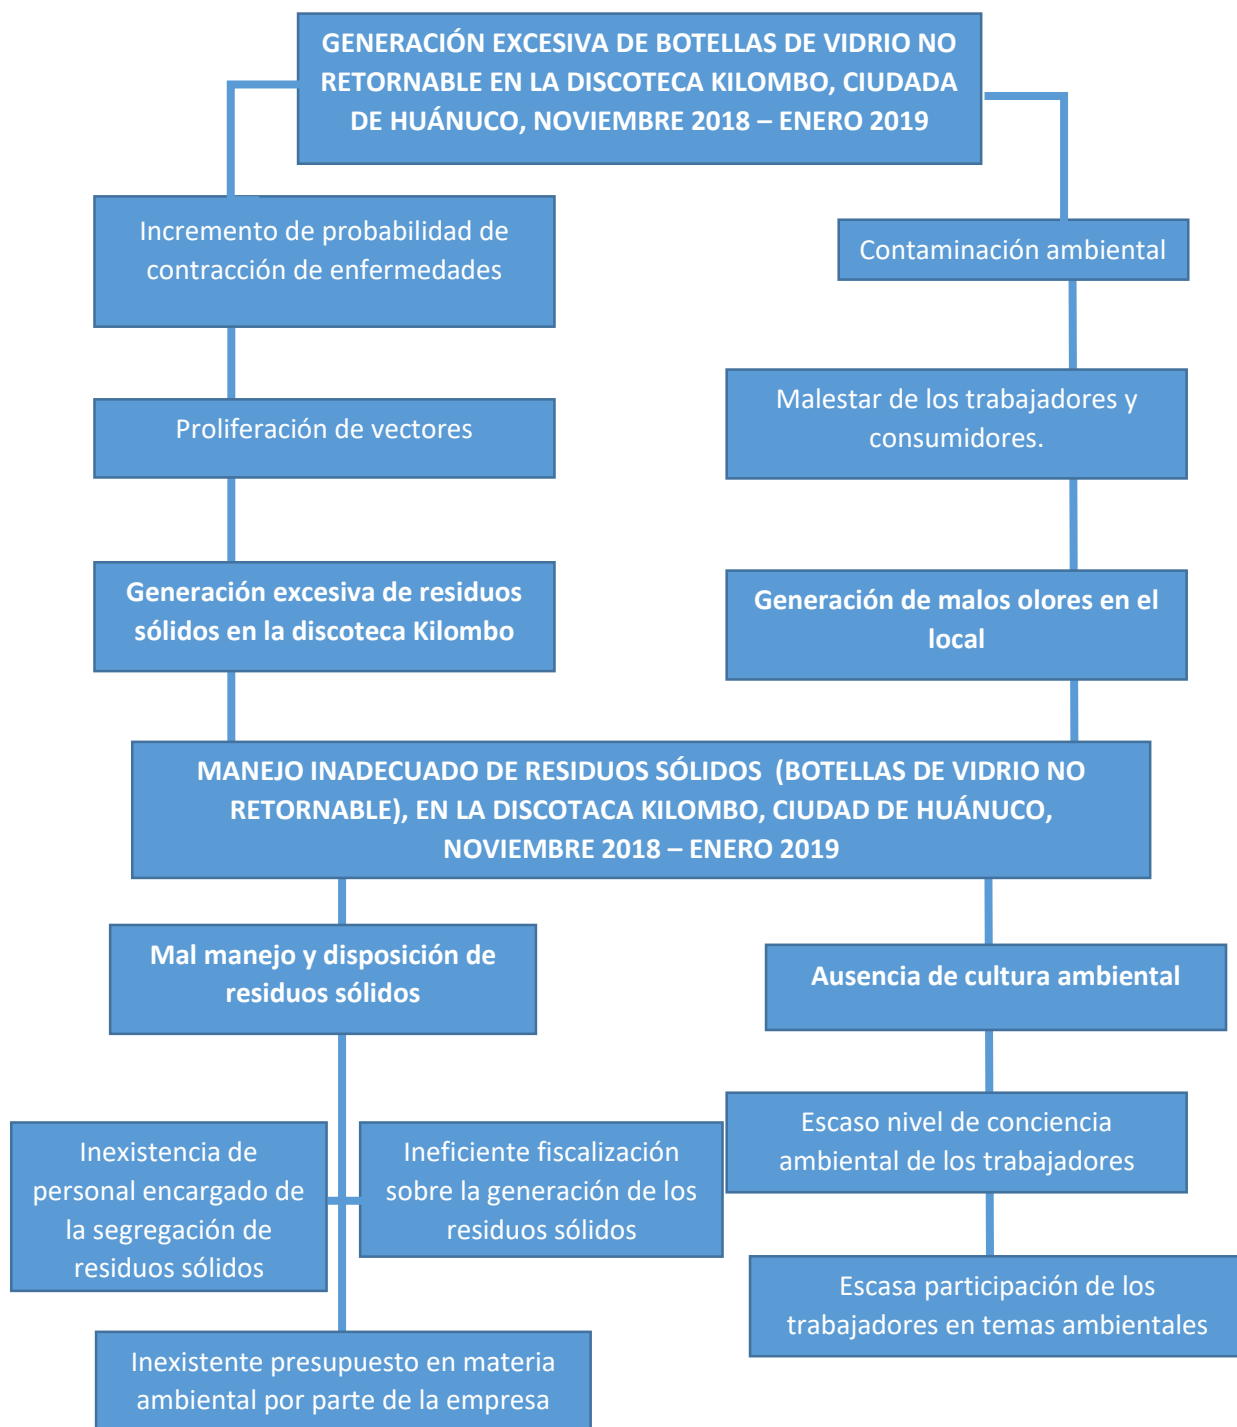 GENERACIÓN EXCESIVA DE BOTELLAS DE VIDRIO NO
RETORNABLE EN LA DISCOTECA KILOMBO, CIUDADA
DE HUÁNUCO, NOVIEMBRE 2018 – ENERO 2019
Incremento de probabilidad de
contracción de enfermedades
Contaminación ambiental
Proliferación de vectores
Malestar de los trabajadores y
consumidores.
Generación excesiva de residuos
sólidos en la discoteca Kilombo
Generación de malos olores en el
local
MANEJO INADECUADO DE RESIDUOS SÓLIDOS (BOTELLAS DE VIDRIO NO
RETORNABLE), EN LA DISCOTACA KILOMBO, CIUDAD DE HUÁNUCO,
NOVIEMBRE 2018 – ENERO 2019
Mal manejo y disposición de
residuos sólidos
Ausencia de cultura ambiental
Inexistencia de
personal encargado de
la segregación de
residuos sólidos
Ineficiente fiscalización
sobre la generación de los
residuos sólidos
Escaso nivel de conciencia
ambiental de los trabajadores
Escasa participación de los
trabajadores en temas ambientales
Inexistente presupuesto en materia
ambiental por parte de la empresa